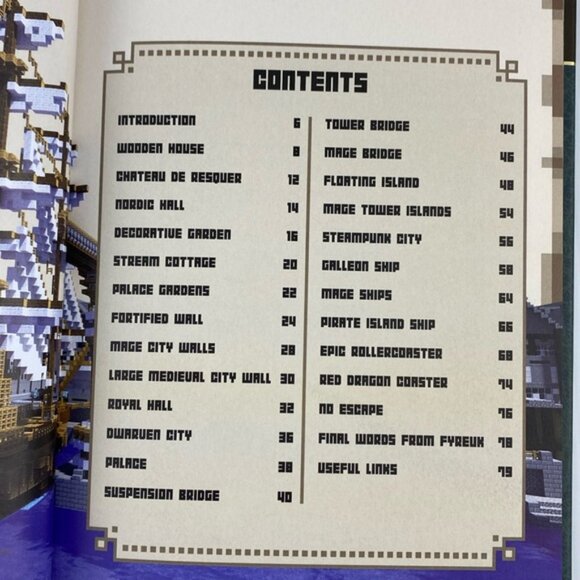 CONTENTS
INTRODUCTION 6
WOODEN HOUSE 8
CHATEAU DE RESQUER 12
NORDIC HALL 14
DECORATIVE GARDEN 16
STREAM COTTAGE 20
PALACE GARDENS 22
FORTIFIED WALL 24
MAGE CITY WALLS 28
LARGE MEDIEVAL CITY WALL 30
ROYAL HALL 32
DWARVEN CITY 36
PALACE 38
SUSPENSION BRIDGE 40
TOWER BRIDGE 44
MAGE BRIDGE 46
FLOATING ISLAND 48
MAGE TOWER ISLANDS 54
STEAMPUNK CITY 56
GALLEON SHIP 58
MAGE SHIPS 64
PIRATE ISLAND SHIP 66
EPIC ROLLERCOASTER 68
RED DRAGON COASTER 74
NO ESCAPE 76
FINAL WORDS FROM FYREUK 78
USEFUL LINKS 79